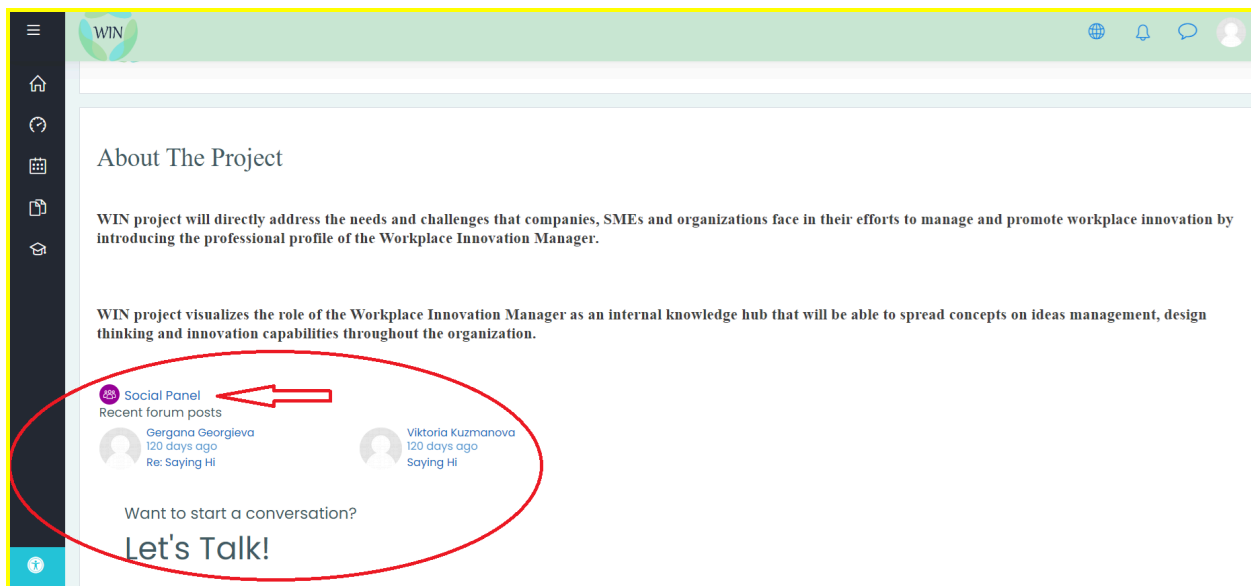 WIN
About The Project
WIN project will directly address the needs and challenges that companies, SMEs and organizations face in their efforts to manage and promote workplace innovation by
introducing the professional profile of the Workplace Innovation Manager.
WIN project visualizes the role of the Workplace Innovation Manager as an internal knowledge hub that will be able to spread concepts on ideas management, design
thinking and innovation capabilities throughout the organization.
Social Panel
Recent forum posts
Gergana Georgieva
120 days ago
Re: Saying Hi
Viktoria Kuzmanova
120 days ago
Saying Hi
Want to start a conversation?
Let's Talk!